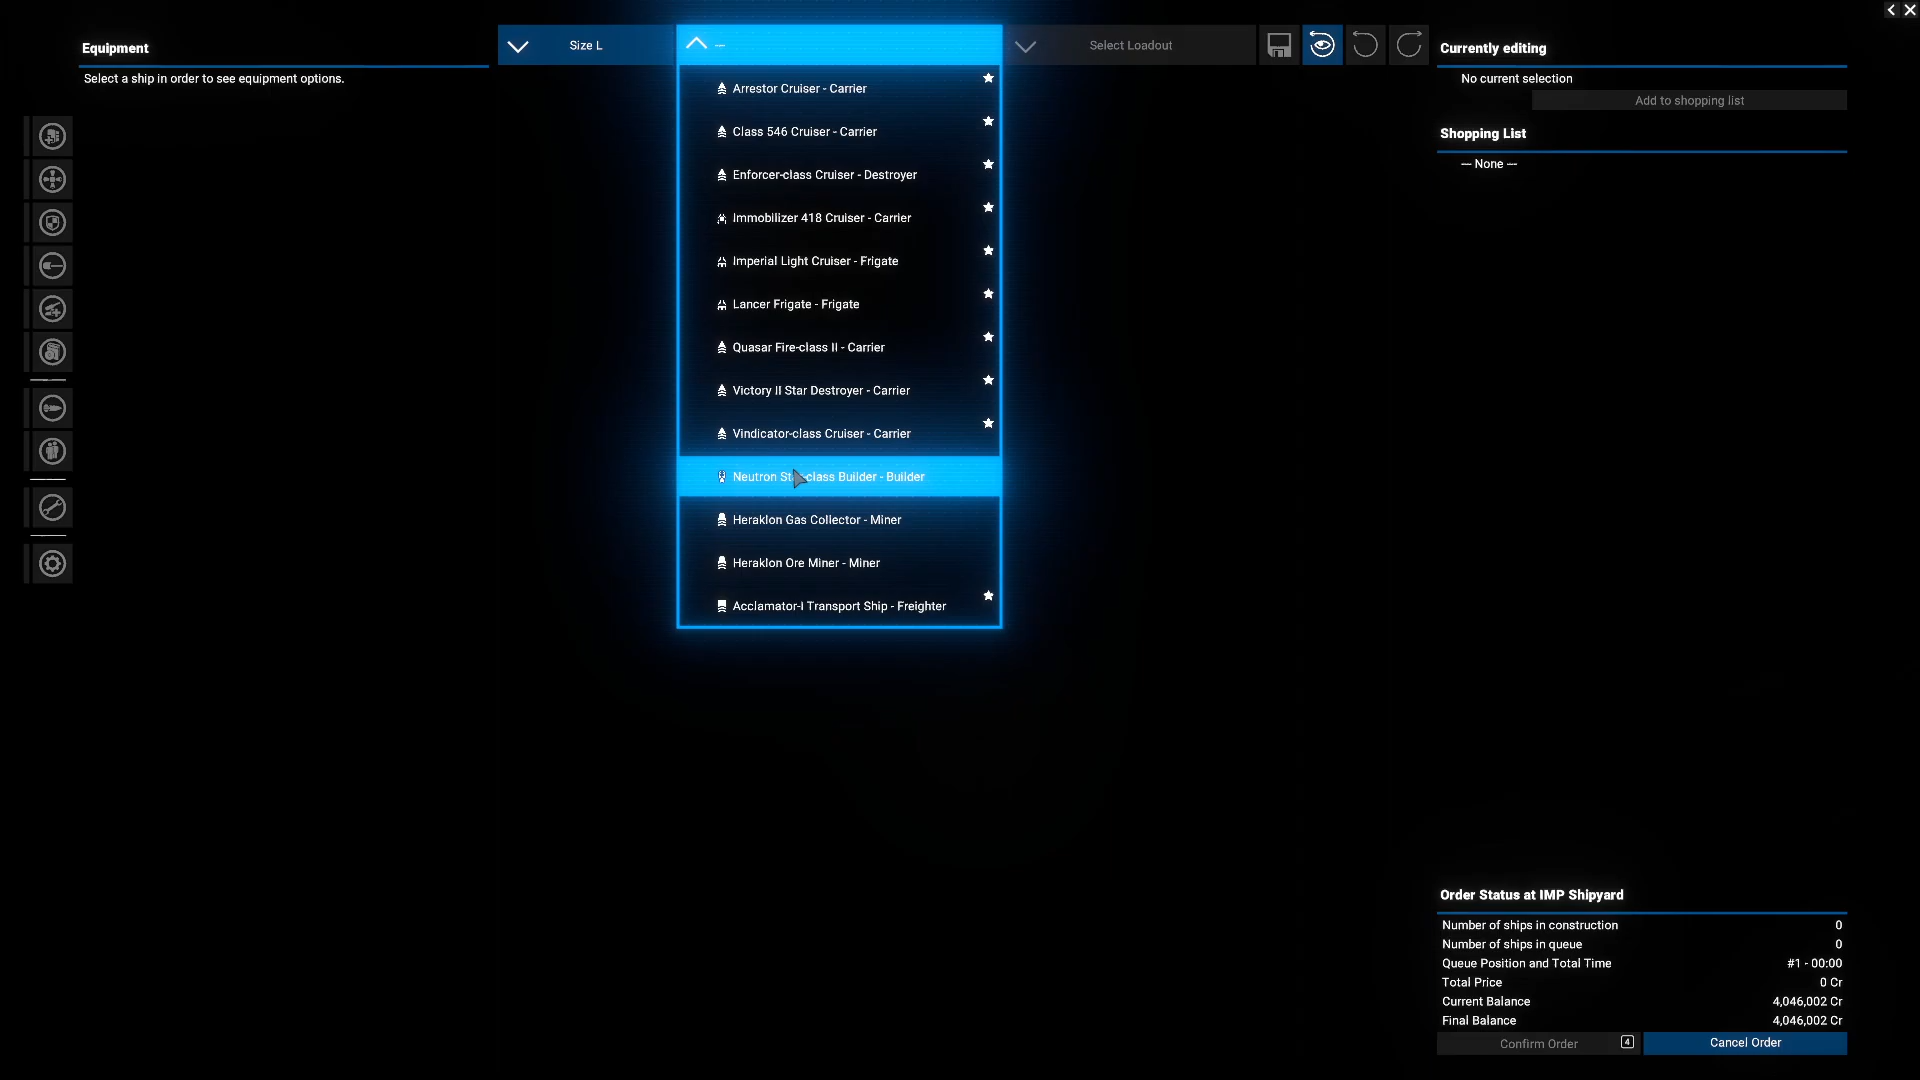 Equipment
Select a ship in order to see equipment options.
Size L
--
Select Loadout
Arrestor Cruiser - Carrier
Class 546 Cruiser - Carrier
Enforcer-class Cruiser - Destroyer
Immobilizer 418 Cruiser - Carrier
Imperial Light Cruiser - Frigate
Lancer Frigate - Frigate
Quasar Fire-class II - Carrier
Victory II Star Destroyer - Carrier
Vindicator-class Cruiser - Carrier
Neutron Star-class Builder - Builder
Heraklon Gas Collector - Miner
Heraklon Ore Miner - Miner
Acclamator-I Transport Ship - Freighter
Currently editing
No current selection
Add to shopping list
Shopping List
-- None --
Order Status at IMP Shipyard
Number of ships in construction 0
Number of ships in queue 0
Queue Position and Total Time #1 - 00:00
Total Price 0 Cr
Current Balance 4,046,002 Cr
Final Balance 4,046,002 Cr
Confirm Order 4
Cancel Order